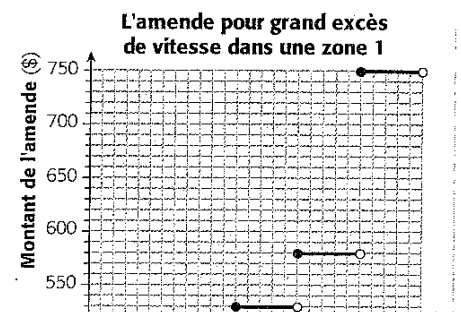 L'amende pour grand excès
de vitesse dans une zone 1
Montant de l'amende ($)
750
700
650
600
550